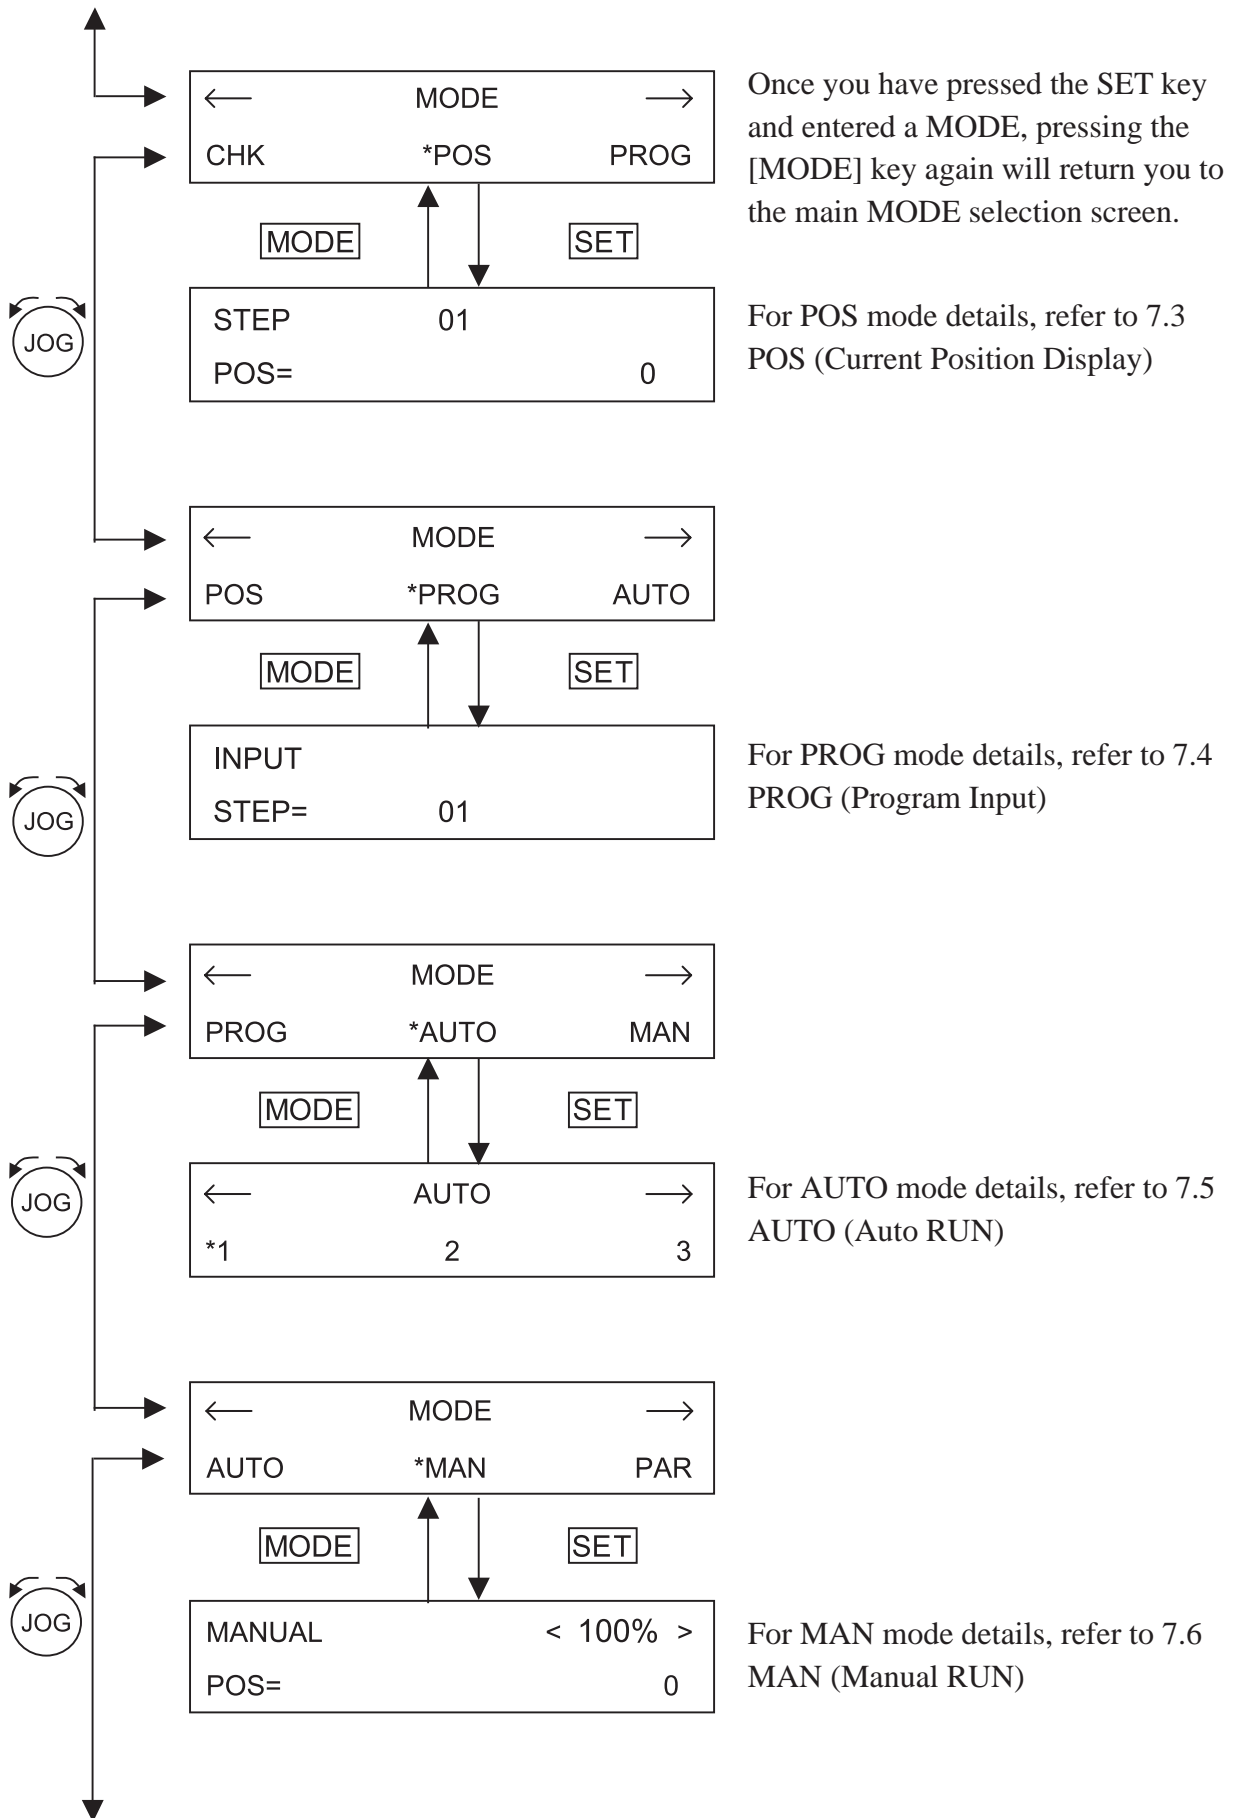 ← MODE →
CHK *POS PROG
Once you have pressed the SET key
and entered a MODE, pressing the
[MODE] key again will return you to
the main MODE selection screen.
MODE SET
JOG
STEP 01
POS= 0
For POS mode details, refer to 7.3
POS (Current Position Display)
← MODE →
POS *PROG AUTO
MODE SET
JOG
INPUT
STEP= 01
For PROG mode details, refer to 7.4
PROG (Program Input)
← MODE →
PROG *AUTO MAN
MODE SET
JOG
← AUTO →
*1 2 3
For AUTO mode details, refer to 7.5
AUTO (Auto RUN)
← MODE →
AUTO *MAN PAR
MODE SET
JOG
MANUAL < 100% >
POS= 0
For MAN mode details, refer to 7.6
MAN (Manual RUN)